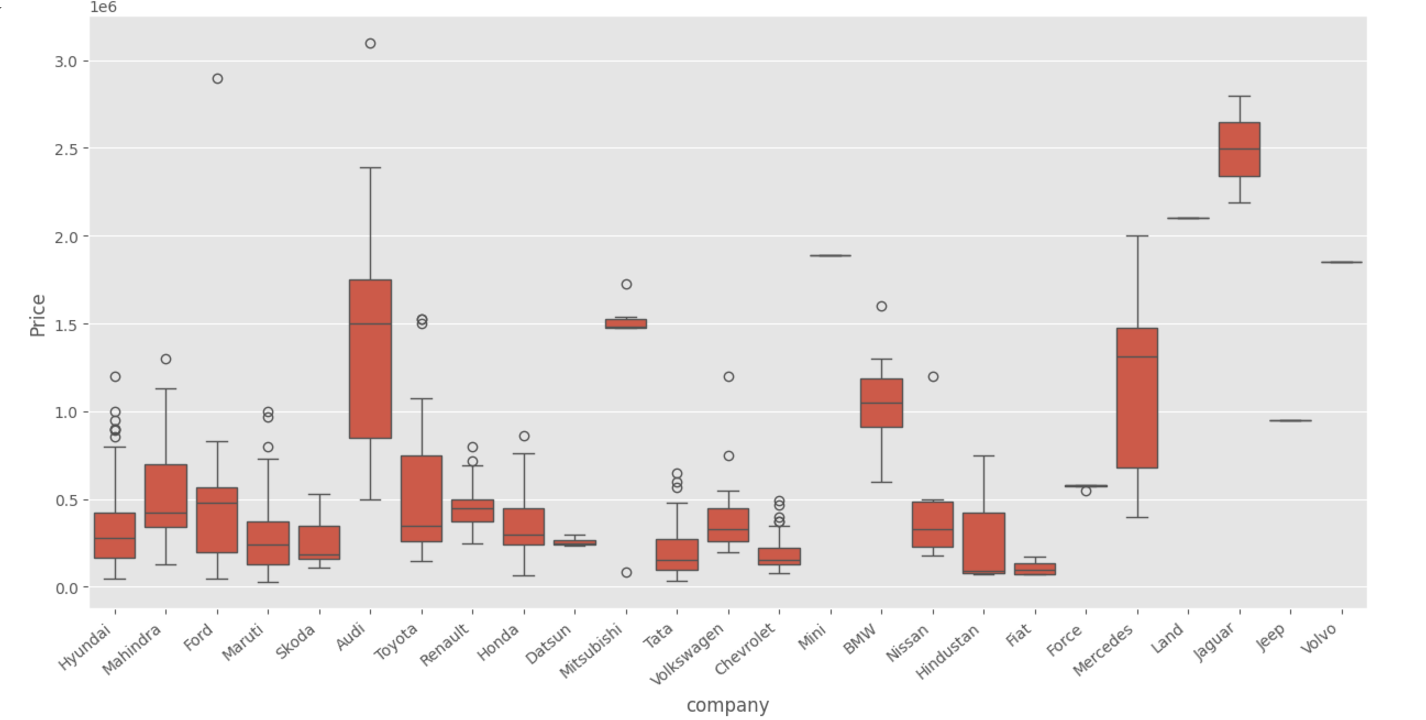 1e6
3.0
2.5
2.0
1.5
1.0
0.5
0.0
Price
Hyundai
Mahindra
Ford
Maruti
Skoda
Audi
Toyota
Renault
Honda
Datsun
Mitsubishi
Tata
Volkswagen
Chevrolet
Mini
BMW
Nissan
Hindustan
Fiat
Force
Mercedes
Land
Jaguar
Jeep
Volvo
company